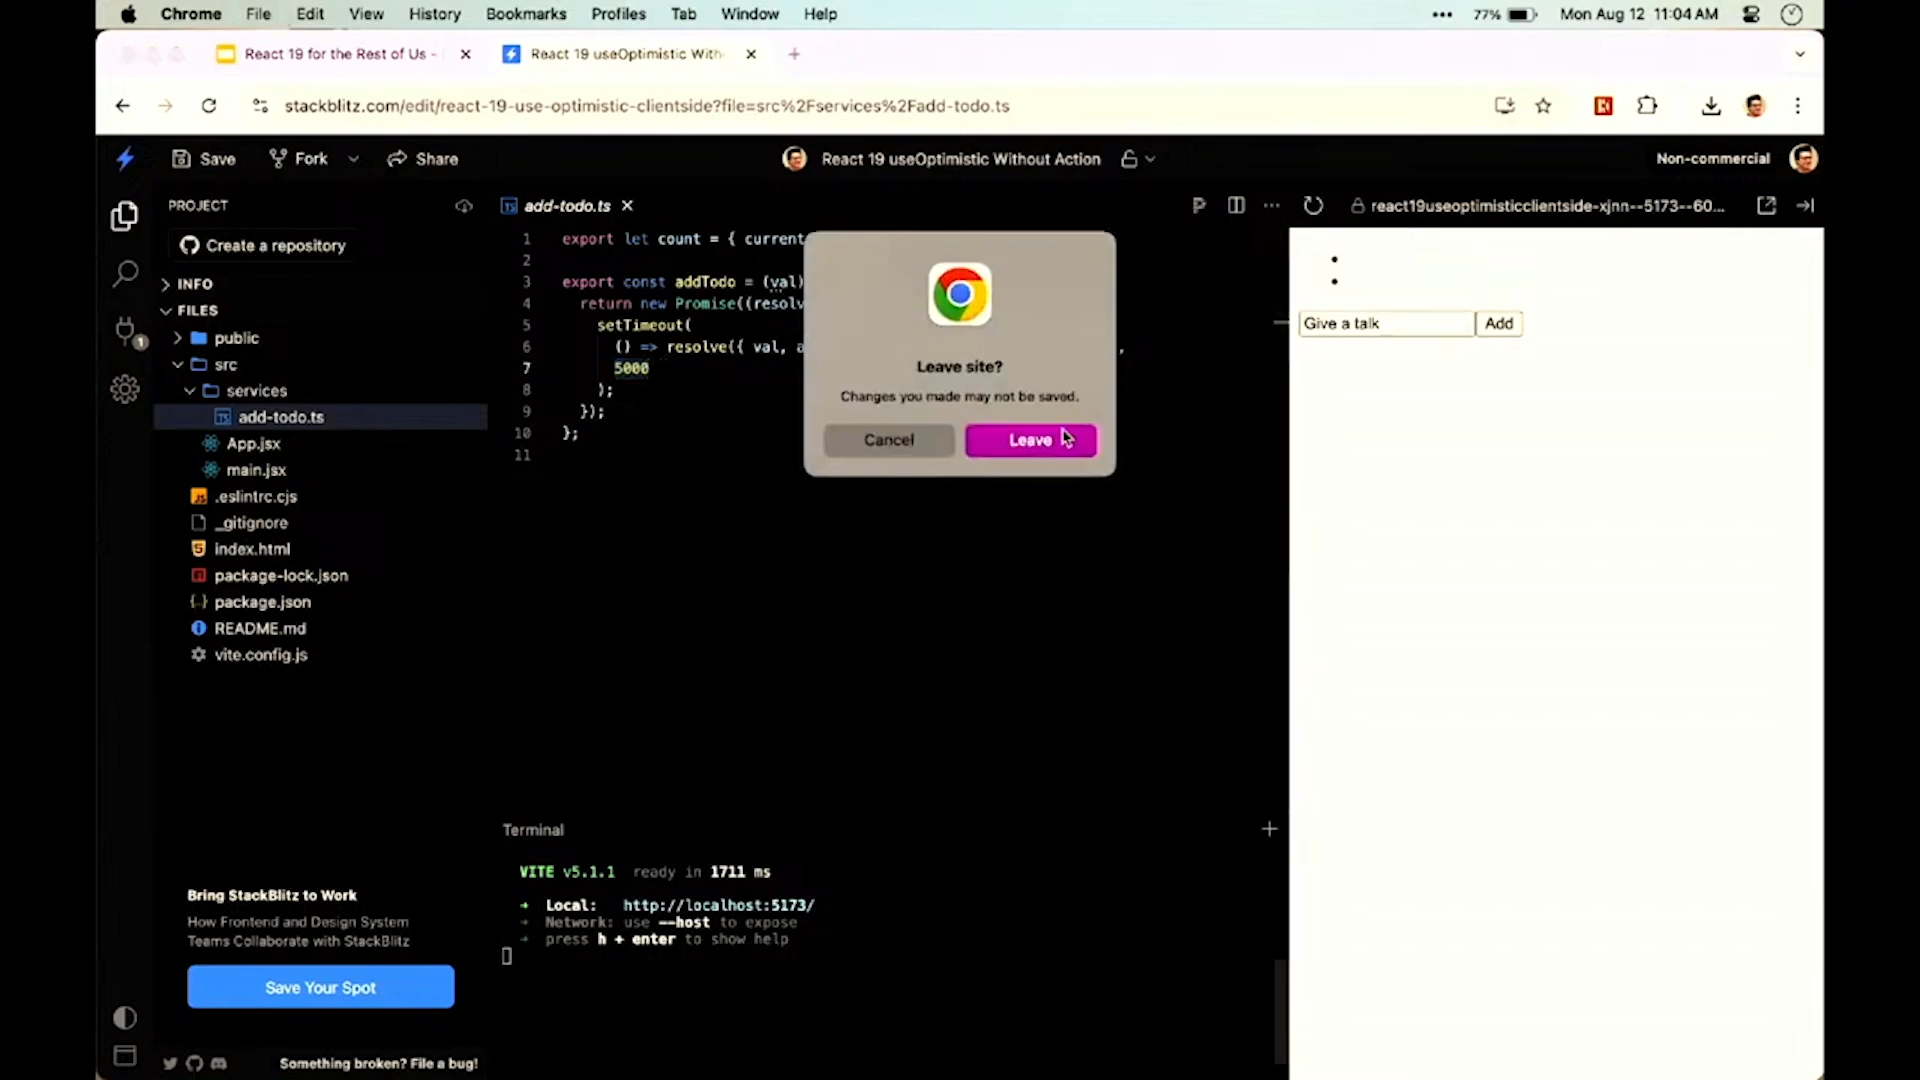 Chrome File Edit View History Bookmarks Profiles Tab Window Help
77% Mon Aug 12 11:04 AM
React 19 for the Rest of Us -
React 19 useOptimistic With
stackblitz.com/edit/react-19-use-optimistic-clientside?file=src%2Fservices%2Fadd-todo.ts
Save Fork Share
React 19 useOptimistic Without Action
Non-commercial
PROJECT
add-todo.ts
react19useoptimisticclientside-xjnn--5173--60...
Create a repository
INFO
FILES
public
src
services
add-todo.ts
App.jsx
main.jsx
.eslintrc.cjs
_gitignore
index.html
package-lock.json
package.json
README.md
vite.config.js
1 export let count = { current
2
3 export const addTodo = (val)
4 return new Promise((resolv
5 setTimeout(
6 () => resolve({ val, a ,
7 5000
8 );
9 });
10 };
11
Leave site?
Changes you made may not be saved.
Cancel Leave
Give a talk Add
Terminal
VITE v5.1.1 ready in 1711 ms
➜ Local: http://localhost:5173/
➜ Network: use --host to expose
➜ press h + enter to show help
Bring StackBlitz to Work
How Frontend and Design System
Teams Collaborate with StackBlitz
Save Your Spot
Something broken? File a bug!